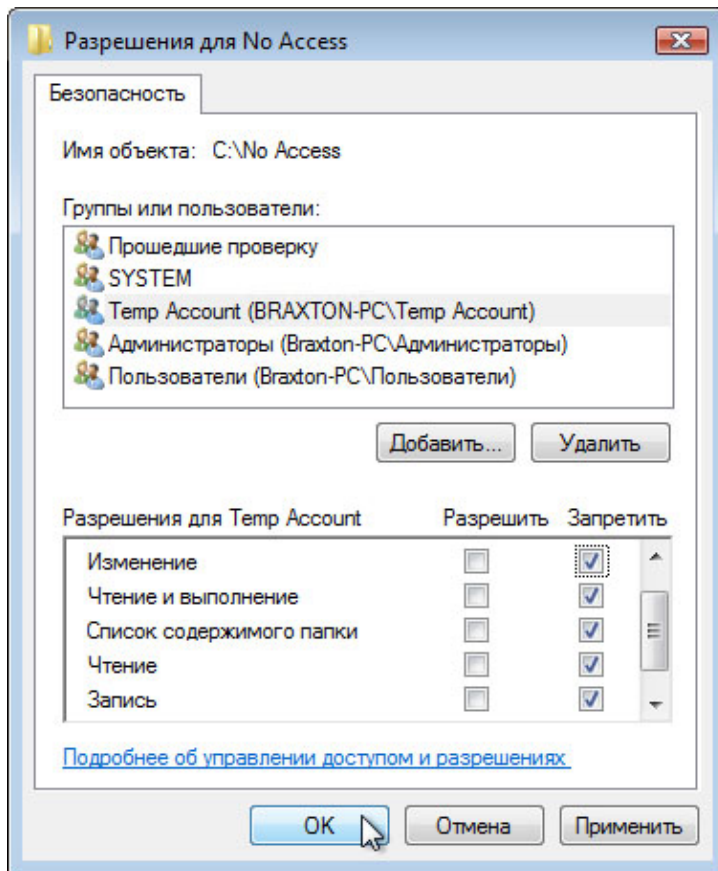 Разрешения для No Access
Безопасность
Имя объекта: C:\No Access
Группы или пользователи:
Прошедшие проверку
SYSTEM
Temp Account (BRAXTON-PC\Temp Account)
Администраторы (Braxton-PC\Администраторы)
Пользователи (Braxton-PC\Пользователи)
Добавить... Удалить
Разрешения для Temp Account Разрешить Запретить
Изменение
Чтение и выполнение
Список содержимого папки
Чтение
Запись
Подробнее об управлении доступом и разрешениях
OK Отмена Применить